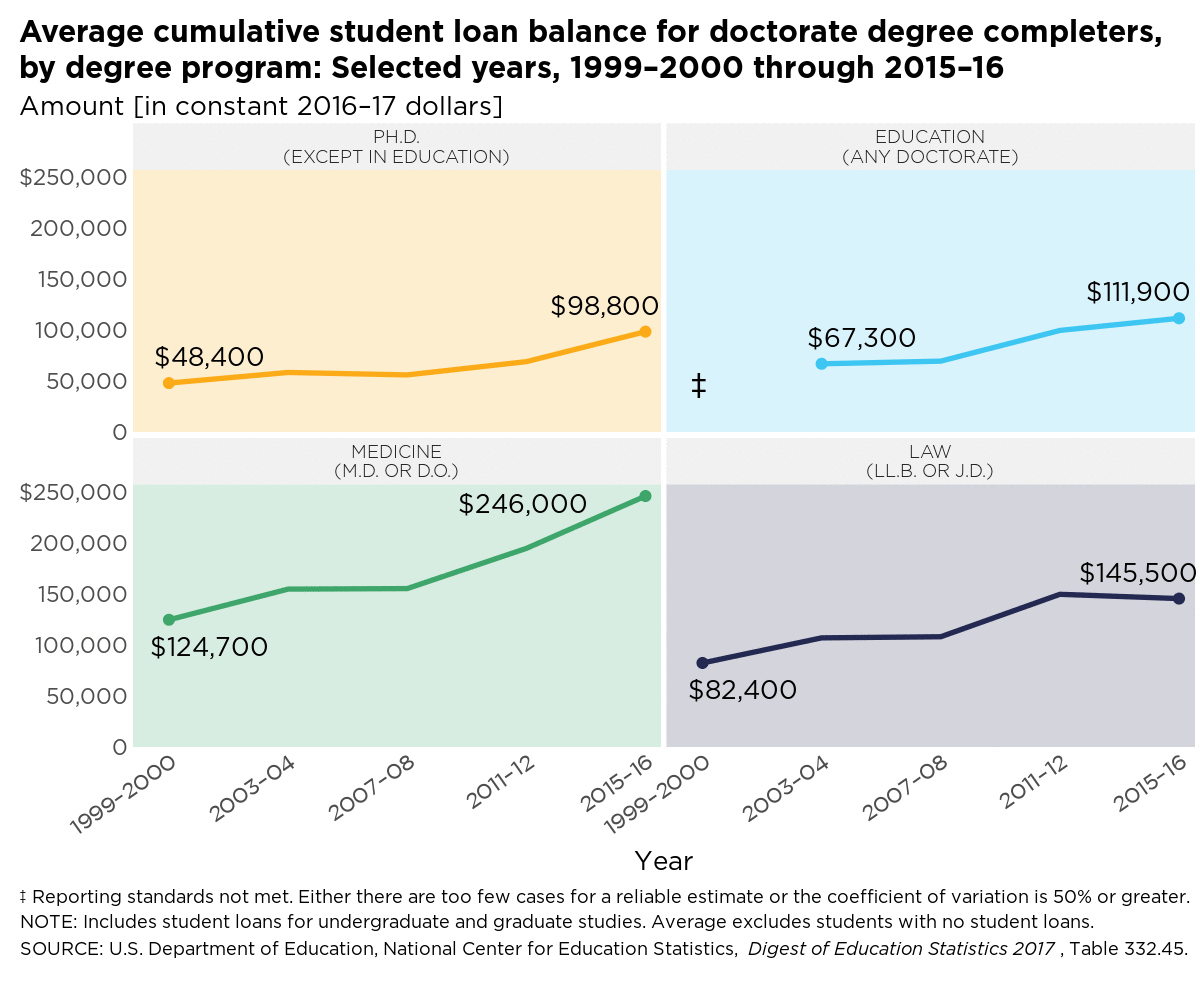 Average cumulative student loan balance for doctorate degree completers,
by degree program: Selected years, 1999–2000 through 2015–16
Amount [in constant 2016–17 dollars]
PH.D.
(EXCEPT IN EDUCATION)
EDUCATION
(ANY DOCTORATE)
$250,000
200,000
150,000
100,000
50,000
0
$48,400
$98,800
‡
$67,300
$111,900
MEDICINE
(M.D. OR D.O.)
LAW
(LL.B. OR J.D.)
$250,000
200,000
150,000
100,000
50,000
0
$124,700
$246,000
$82,400
$145,500
1999–2000
2003–04
2007–08
2011–12
2015–16
1999–2000
2003–04
2007–08
2011–12
2015–16
Year
‡ Reporting standards not met. Either there are too few cases for a reliable estimate or the coefficient of variation is 50% or greater.
NOTE: Includes student loans for undergraduate and graduate studies. Average excludes students with no student loans.
SOURCE: U.S. Department of Education, National Center for Education Statistics, Digest of Education Statistics 2017 , Table 332.45.